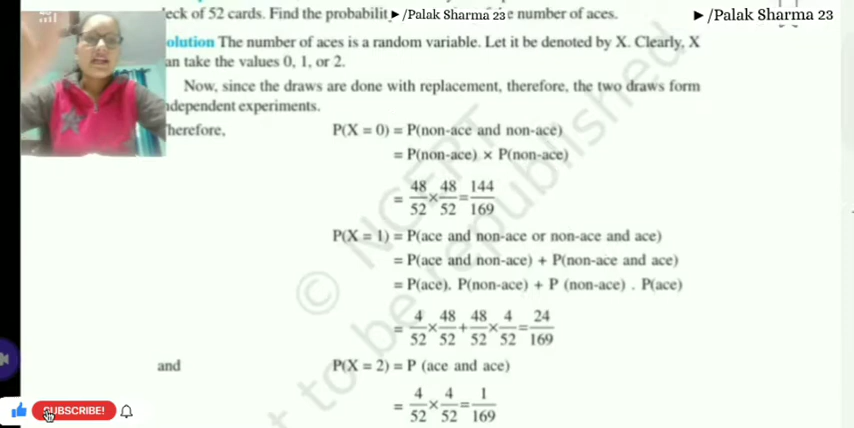 deck of 52 cards. Find the probabilit ▶/Palak Sharma 23 e number of aces. ▶/Palak Sharma 23
olution The number of aces is a random variable. Let it be denoted by X. Clearly, X
an take the values 0, 1, or 2.
Now, since the draws are done with replacement, therefore, the two draws form
ndependent experiments.
herefore, P(X = 0) = P(non-ace and non-ace)
= P(non-ace) × P(non-ace)
= 48/52 × 48/52 = 144/169
P(X = 1) = P(ace and non-ace or non-ace and ace)
= P(ace and non-ace) + P(non-ace and ace)
= P(ace). P(non-ace) + P (non-ace) . P(ace)
= 4/52 × 48/52 + 48/52 × 4/52 = 24/169
and P(X = 2) = P (ace and ace)
= 4/52 × 4/52 = 1/169
© NCERT
t to be republished
SUBSCRIBE!